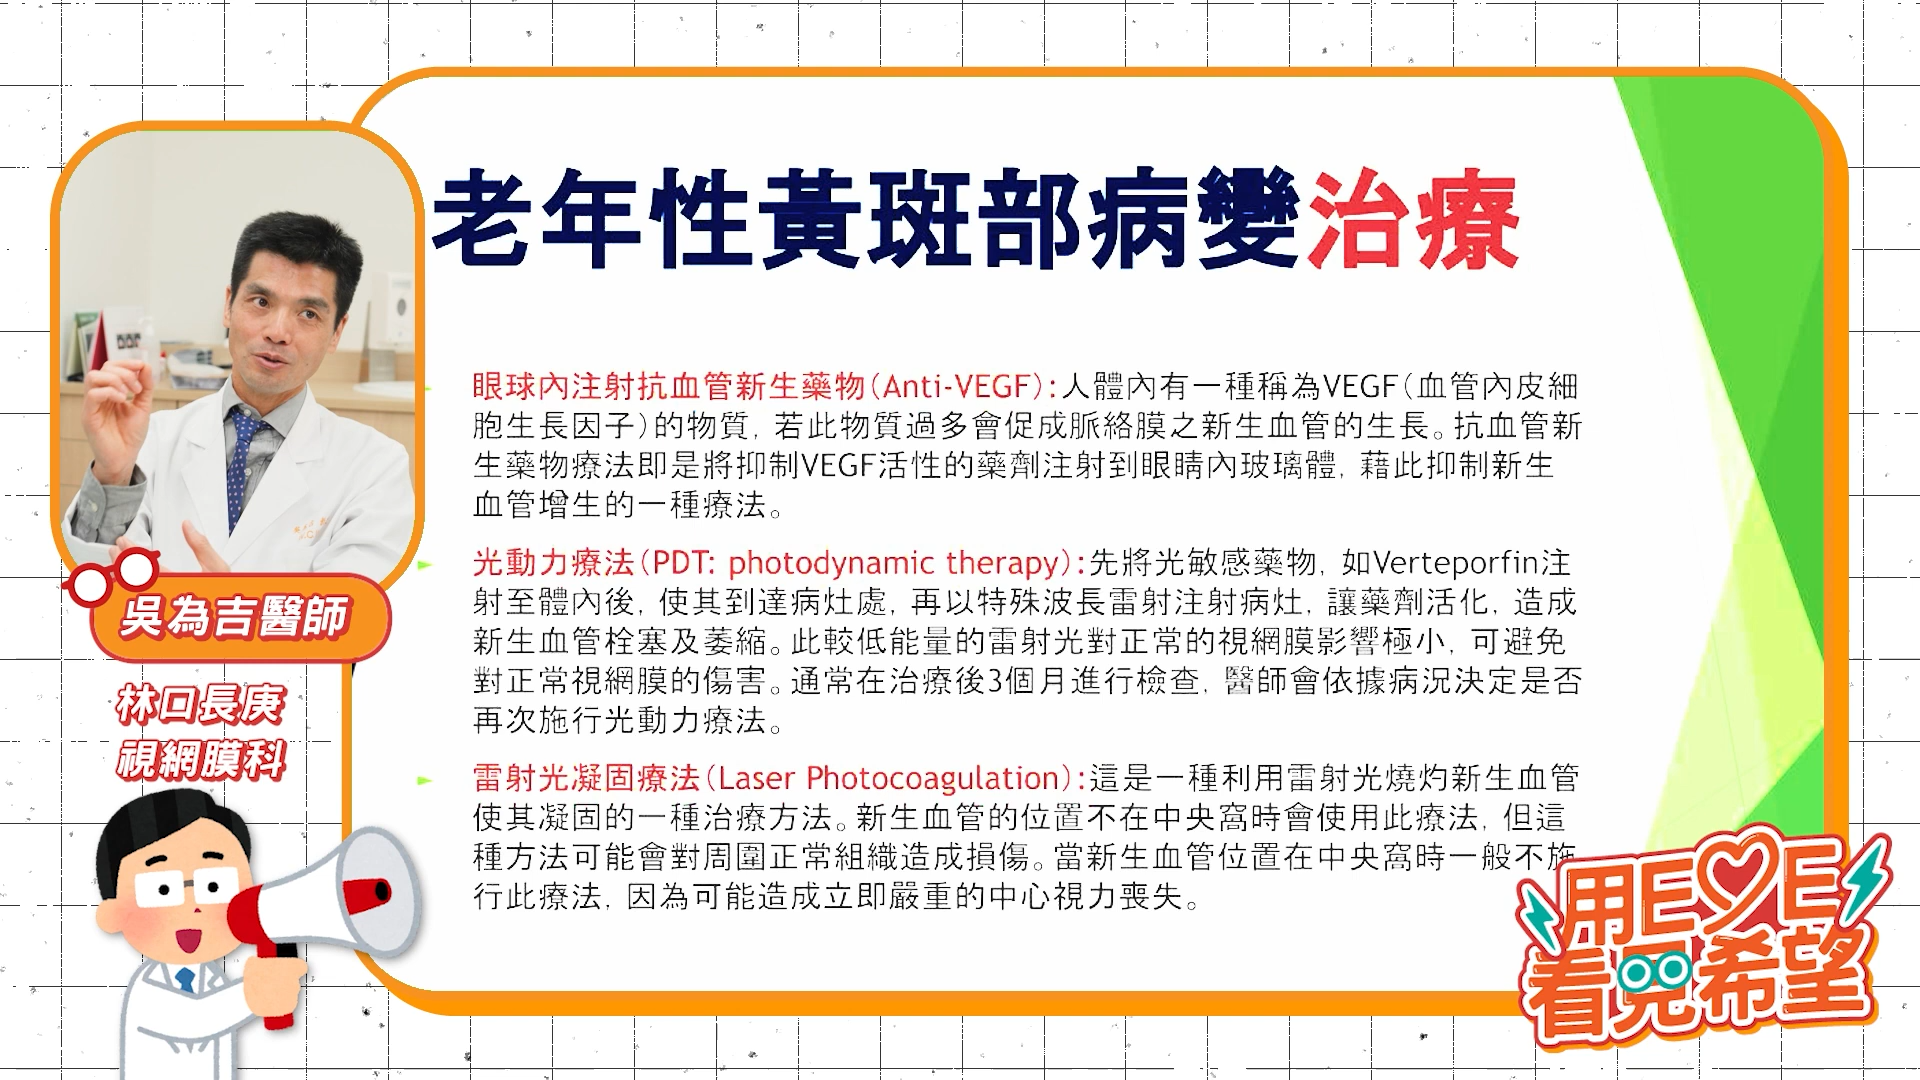 老年性黃斑部病變治療
眼球內注射抗血管新生藥物(Anti-VEGF):人體內有一種稱為VEGF(血管內皮細
胞生長因子)的物質, 若此物質過多會促成脈絡膜之新生血管的生長。抗血管新
生藥物療法即是將抑制VEGF活性的藥劑注射到眼睛內玻璃體, 藉此抑制新生
血管增生的一種療法。
光動力療法(PDT: photodynamic therapy):先將光敏感藥物, 如Verteporfin注
射至體內後, 使其到達病灶處, 再以特殊波長雷射注射病灶, 讓藥劑活化, 造成
新生血管栓塞及萎縮。此較低能量的雷射光對正常的視網膜影響極小, 可避免
對正常視網膜的傷害。通常在治療後3個月進行檢查, 醫師會依據病況決定是否
再次施行光動力療法。
雷射光凝固療法(Laser Photocoagulation):這是一種利用雷射光燒灼新生血管
使其凝固的一種治療方法。新生血管的位置不在中央窩時會使用此療法, 但這
種方法可能會對周圍正常組織造成損傷。當新生血管位置在中央窩時一般不施
行此療法, 因為可能造成立即嚴重的中心視力喪失。
吳為吉醫師
林口長庚
視網膜科
用EYE
看見希望